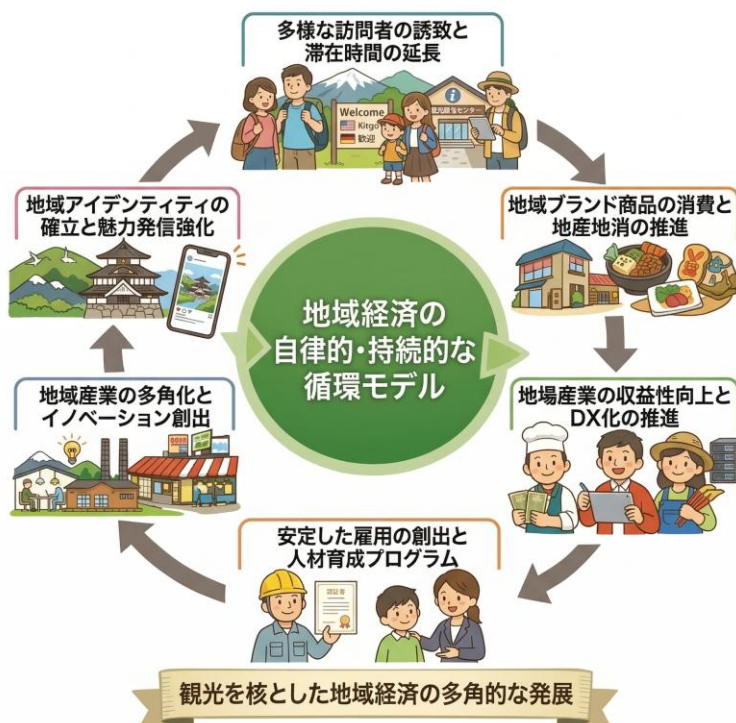 多様な訪問者の誘致と
滞在時間の延長
Welcome
Kitgo
歓迎
地域ブランド商品の消費と
地産地消の推進
地場産業の収益性向上と
DX化の推進
安定した雇用の創出と
人材育成プログラム
地域産業の多角化と
イノベーション創出
地域アイデンティティの
確立と魅力発信強化
地域経済の
自律的・持続的な
循環モデル
観光を核とした地域経済の多角的な発展